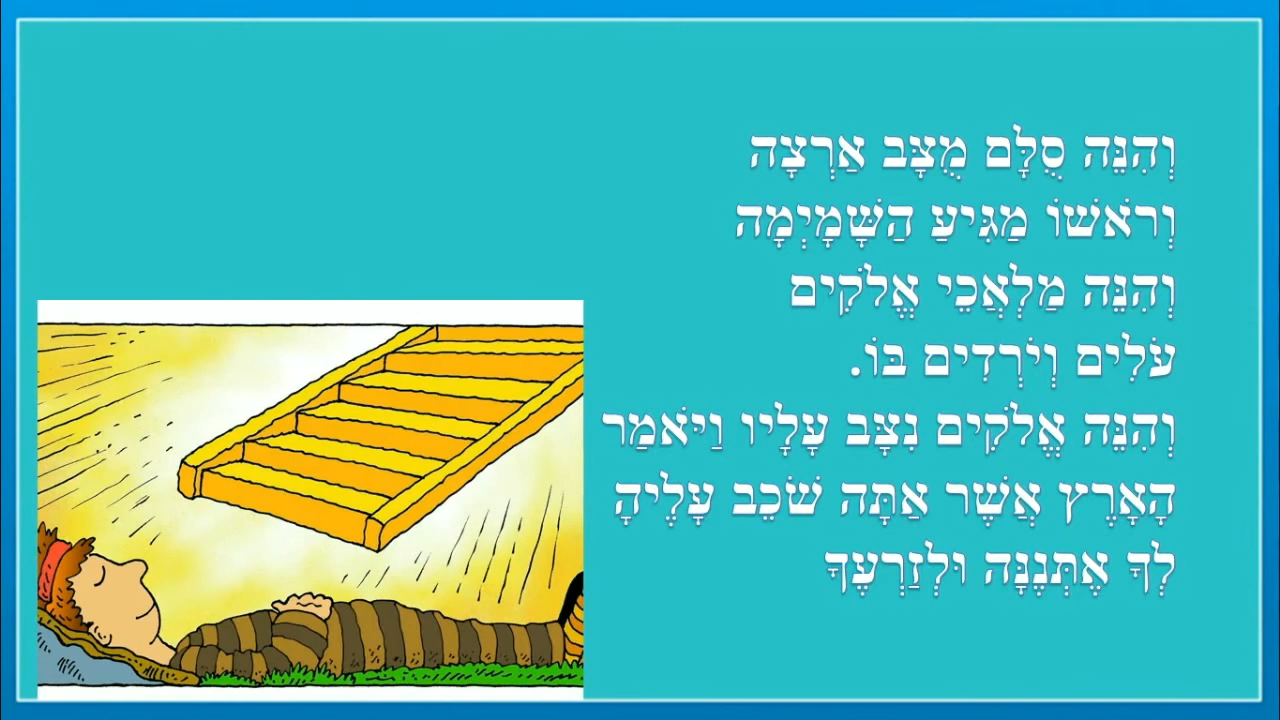 וְהִנֵּה סֻלָּם מֻצָּב אַרְצָה
וְרֹאשׁוֹ מַגִּיעַ הַשָּׁמָיְמָה
וְהִנֵּה מַלְאֲכֵי אֱלֹקִים
עֹלִים וְיֹרְדִים בּוֹ.
וְהִנֵּה אֱלֹקִים נִצָּב עָלָיו וַיֹּאמַר
הָאָרֶץ אֲשֶׁר אַתָּה שֹׁכֵב עָלֶיהָ
לְךָ אֶתְּנֶנָּה וּלְזַרְעֶךָ